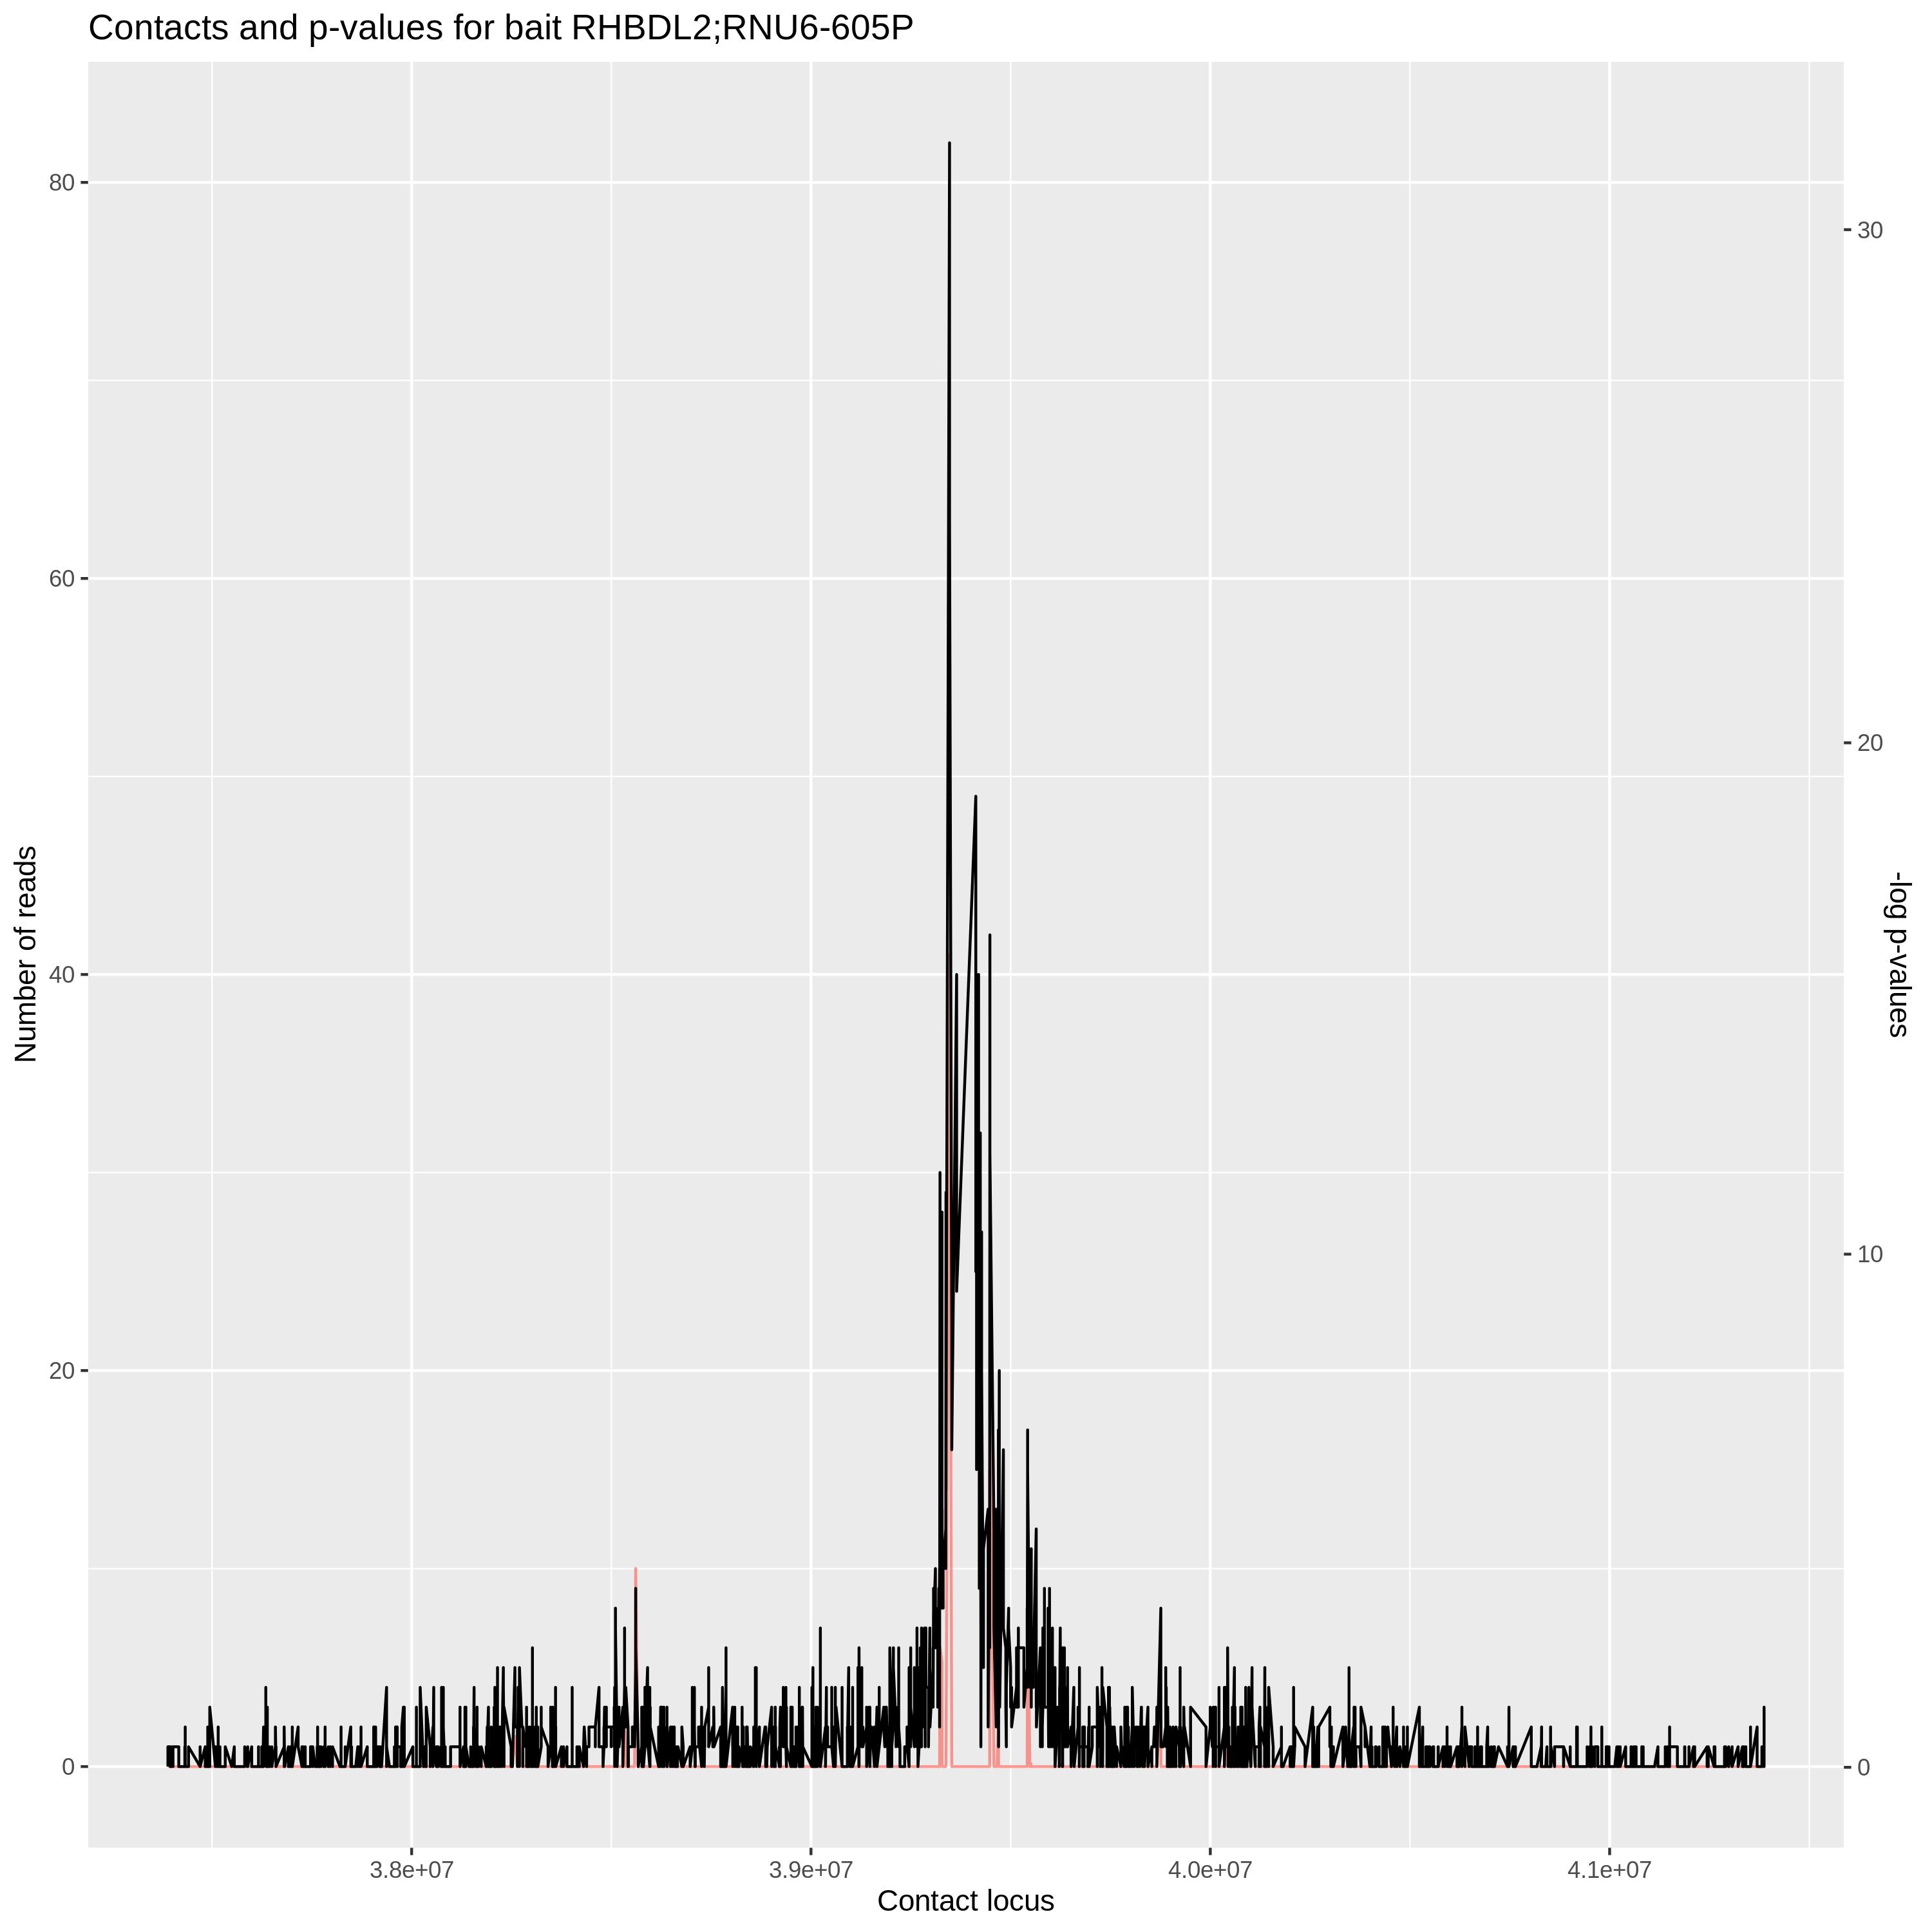 Contacts and p-values for bait RHBDL2;RNU6-605P
80
60
40
20
0
Number of reads
30
20
10
0
-log p-values
3.8e+07
3.9e+07
4.0e+07
4.1e+07
Contact locus